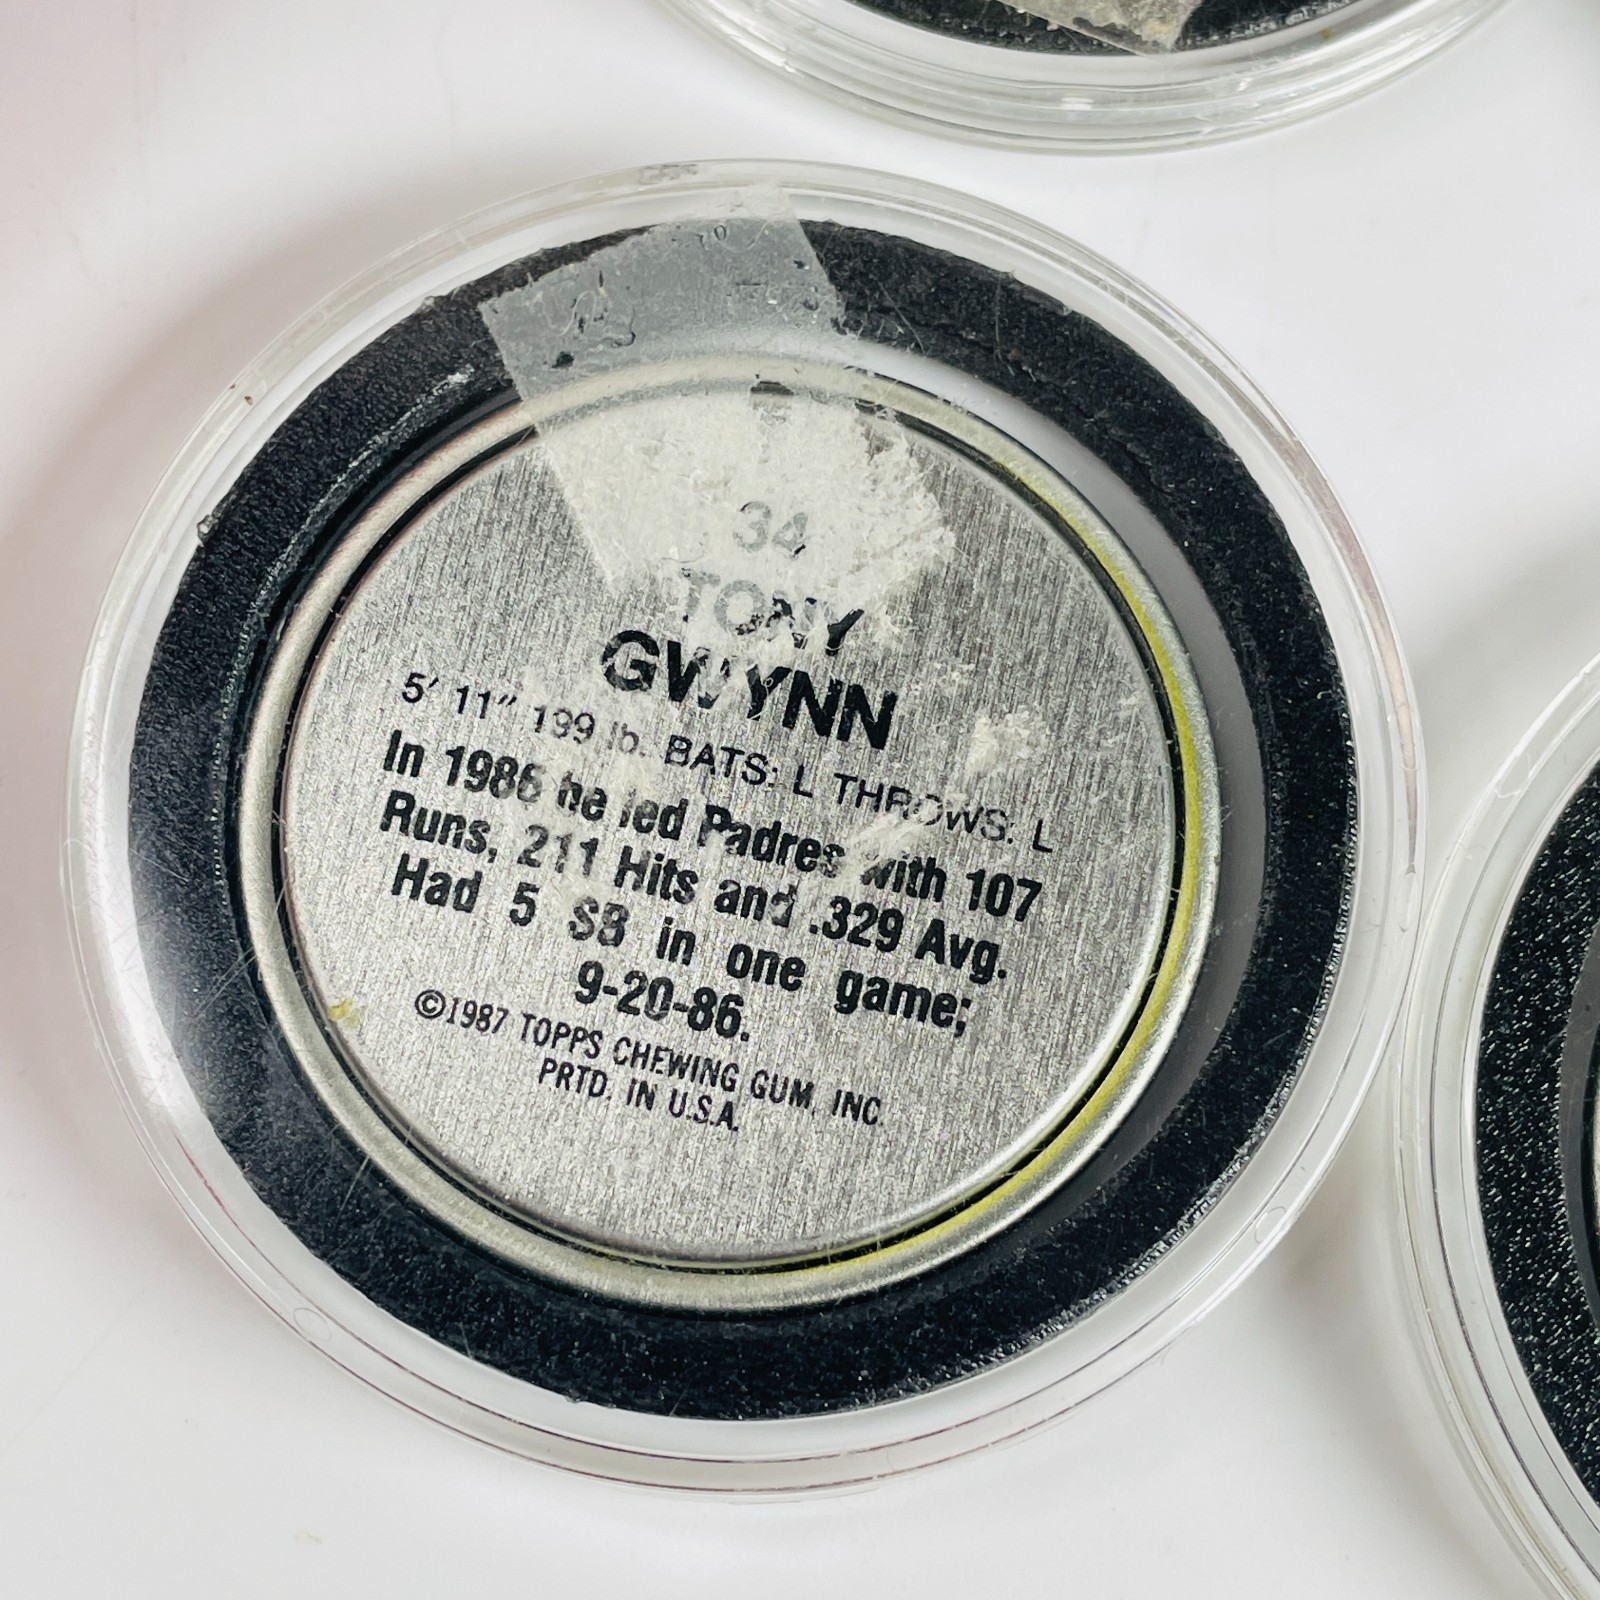 34
TONY
GWYNN
5' 11" 199 lb. BATS: L THROWS: L
In 1986 he led Padres with 107
Runs, 211 Hits and .329 Avg.
Had 5 SB in one game;
9-20-86.
©1987 TOPPS CHEWING GUM, INC.
PRTD. IN U.S.A.